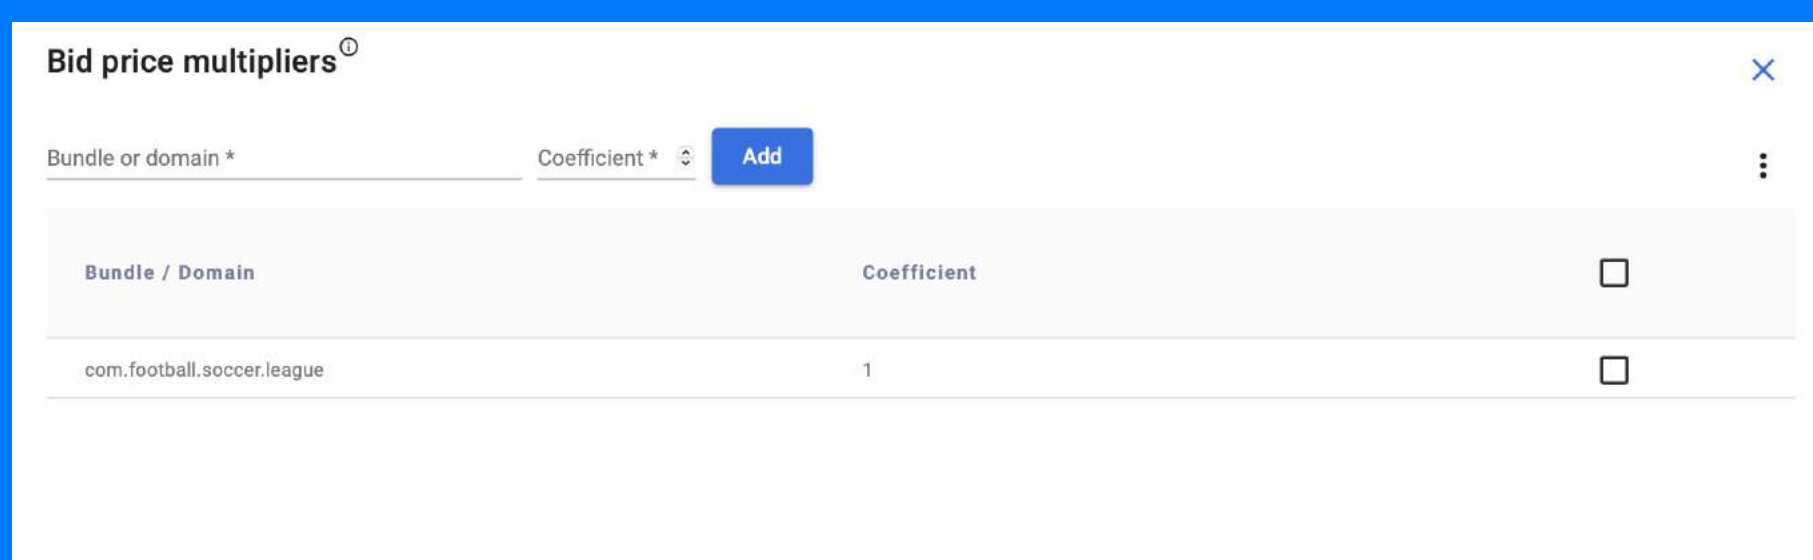 Bid price multipliers
Bundle or domain * Coefficient * Add
Bundle / Domain Coefficient
com.football.soccer.league 1